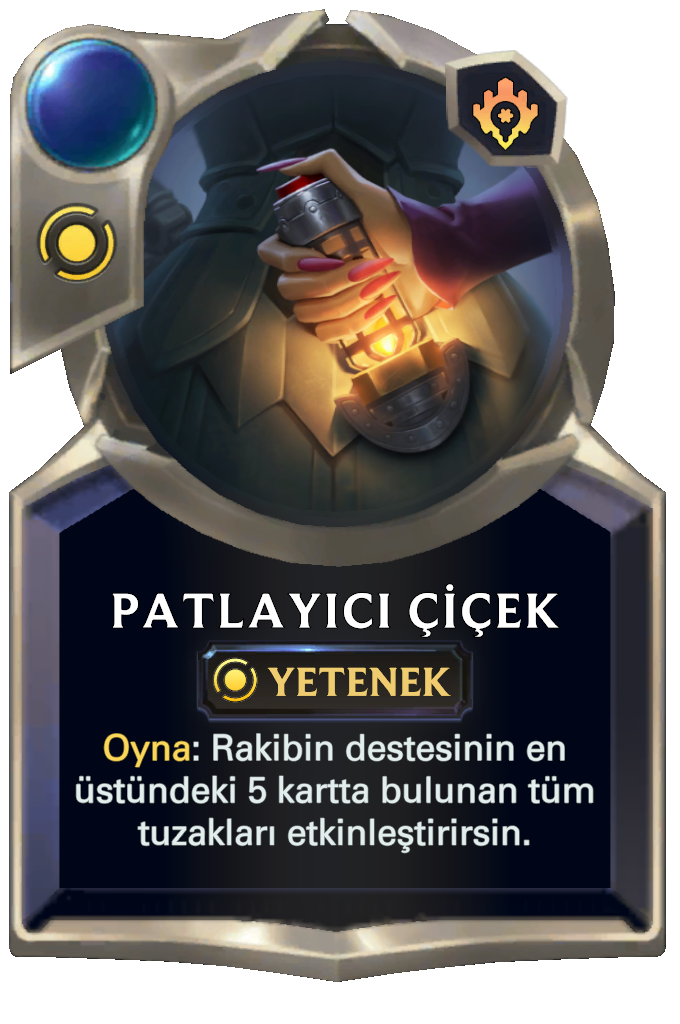 PATLAYICI ÇİÇEK
YETENEK
Oyna: Rakibin destesinin en
üstündeki 5 kartta bulunan tüm
tuzakları etkinleştirirsin.